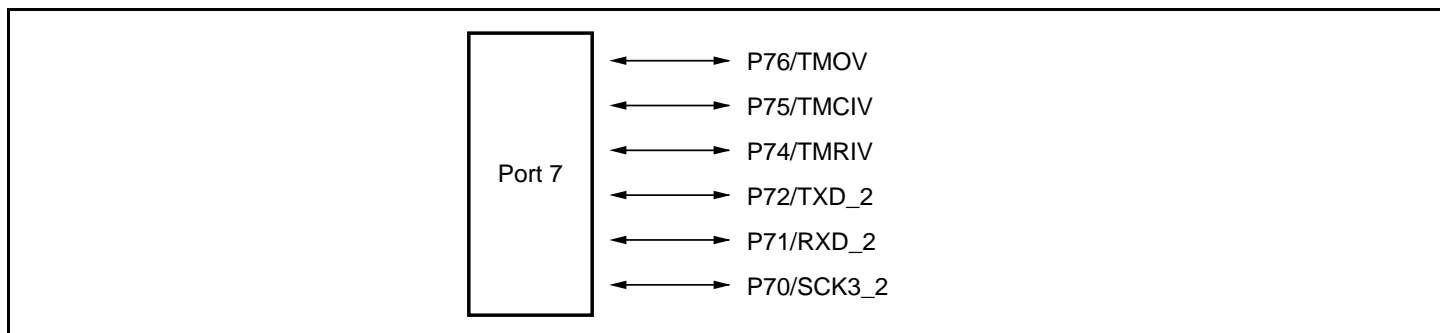 Port 7
P76/TMOV
P75/TMCIV
P74/TMRIV
P72/TXD_2
P71/RXD_2
P70/SCK3_2